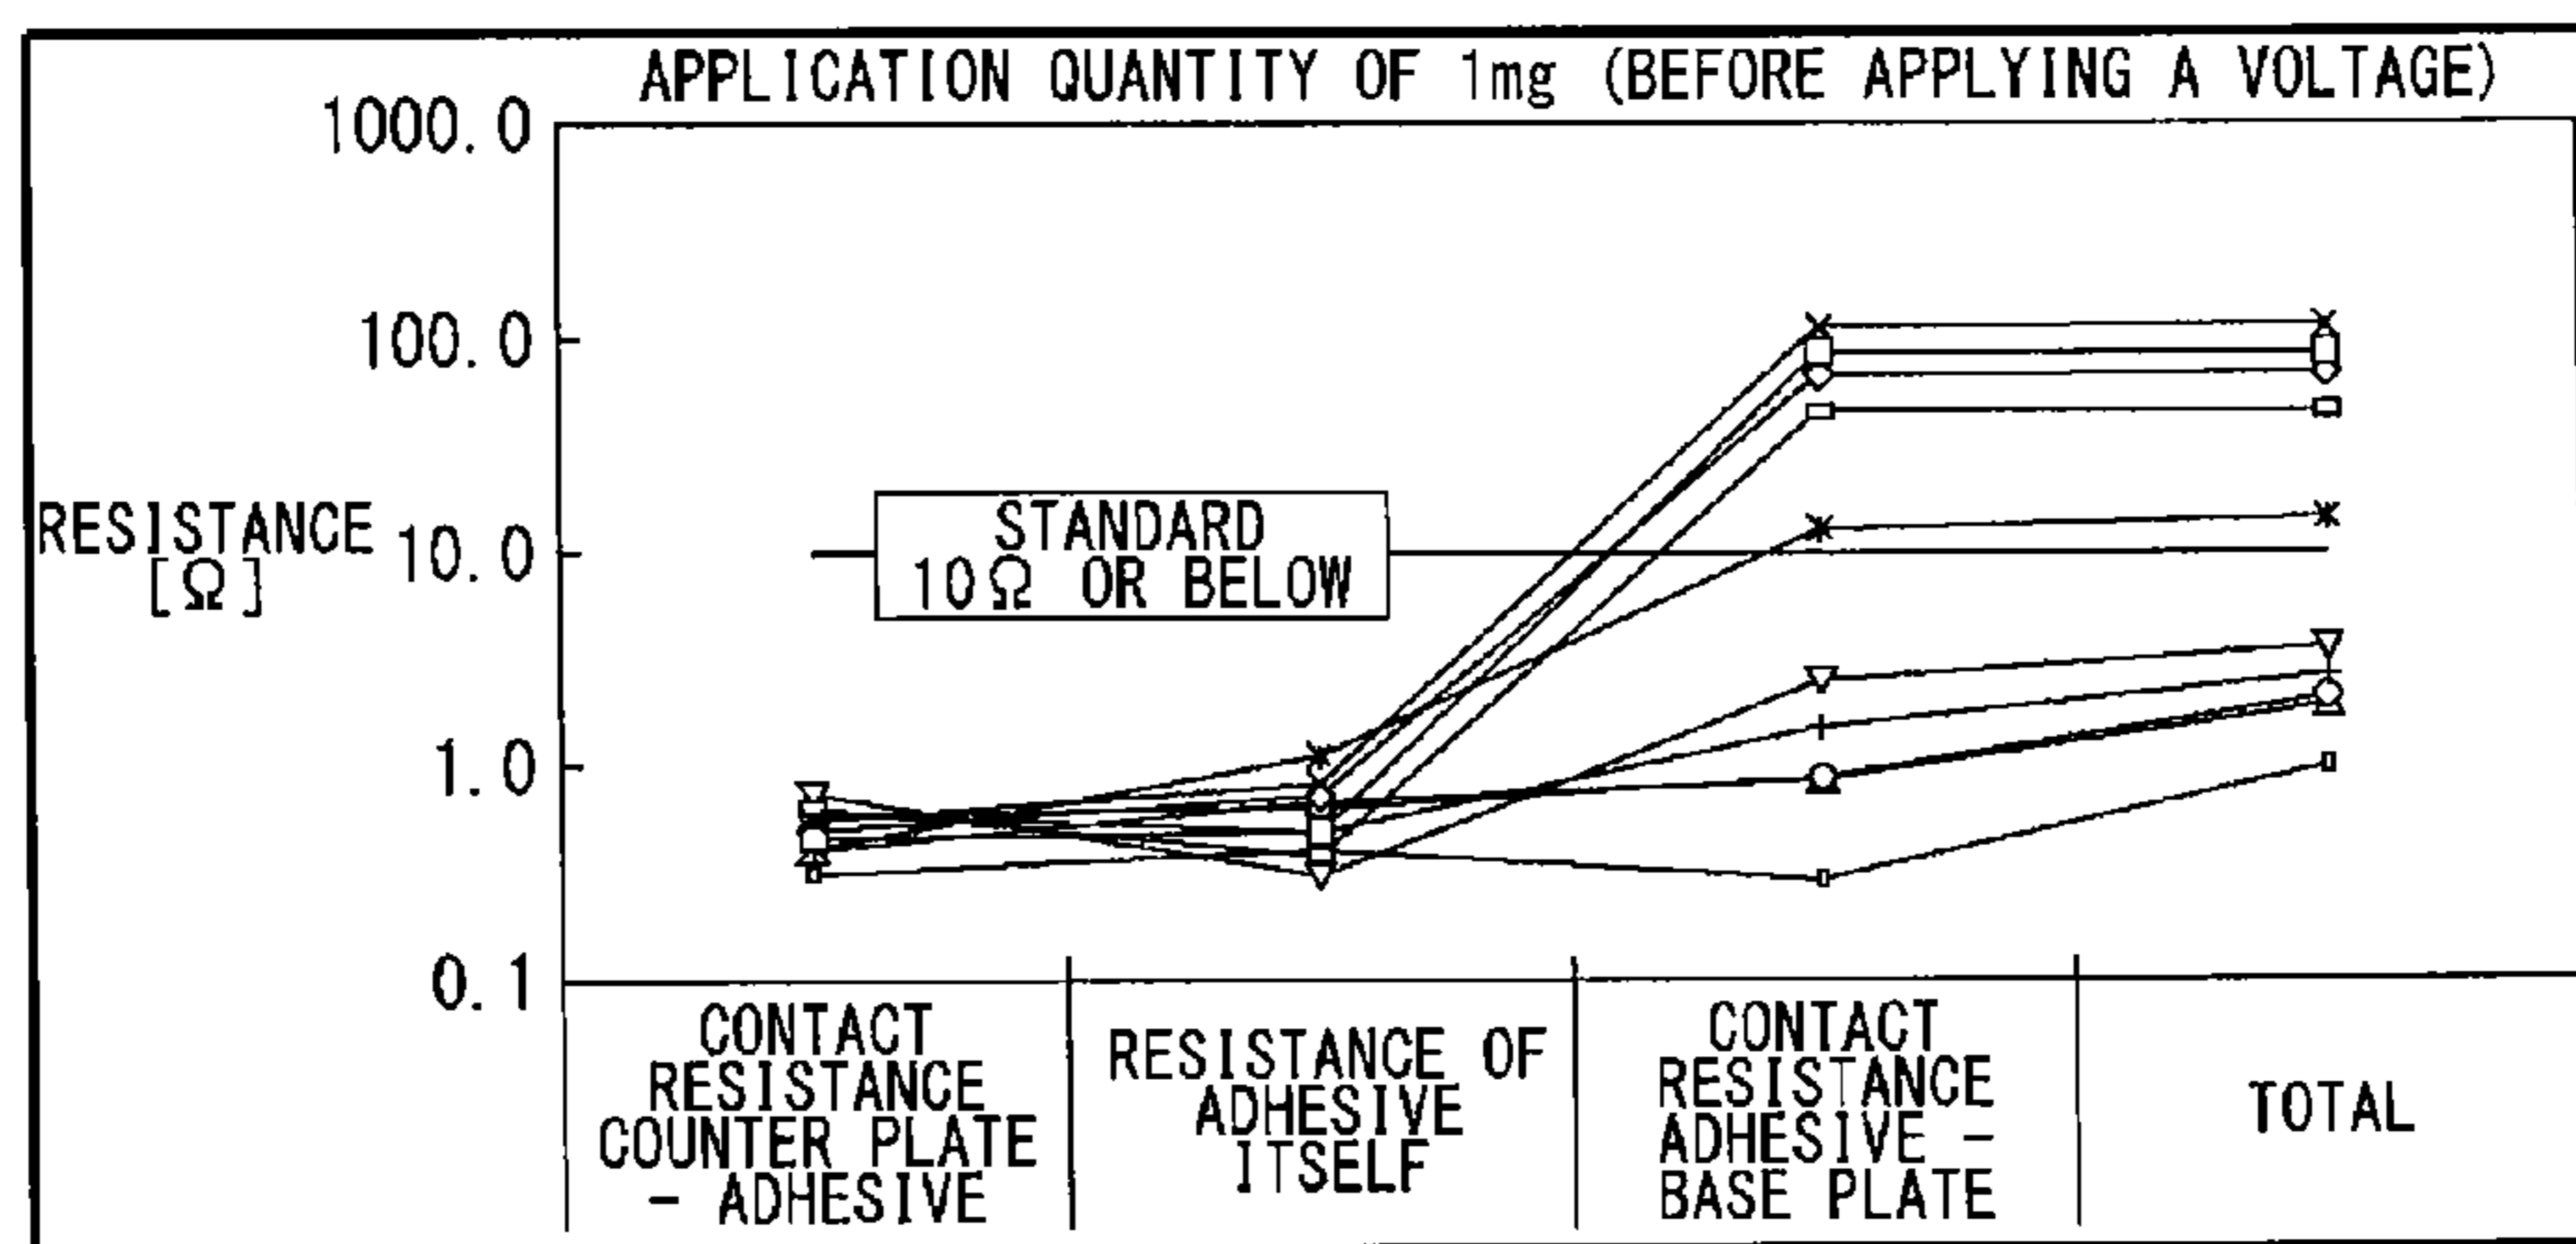 APPLICATION QUANTITY OF 1mg (BEFORE APPLYING A VOLTAGE)
1000.0
100.0
RESISTANCE
[Ω]
10.0
1.0
0.1
STANDARD
10Ω OR BELOW
CONTACT
RESISTANCE
COUNTER PLATE
- ADHESIVE
RESISTANCE OF
ADHESIVE
ITSELF
CONTACT
RESISTANCE
ADHESIVE -
BASE PLATE
TOTAL